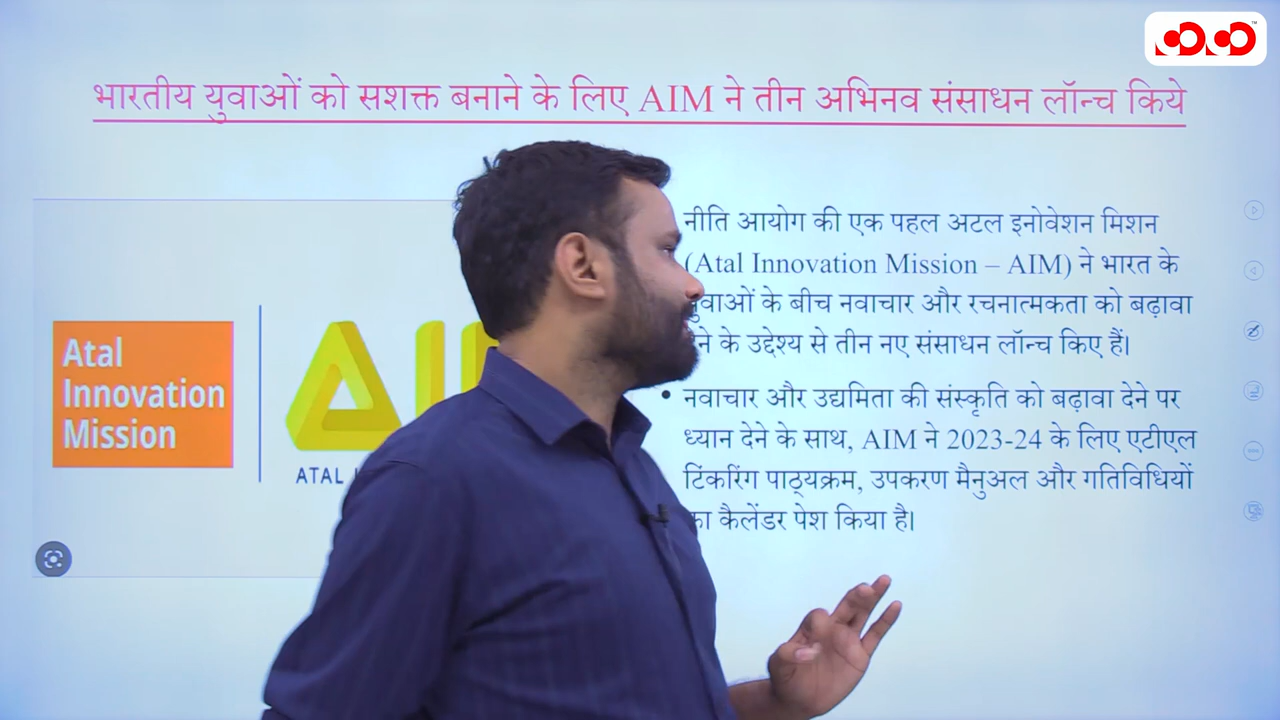 भारतीय युवाओं को सशक्त बनाने के लिए AIM ने तीन अभिनव संसाधन लॉन्च किये
नीति आयोग की एक पहल अटल इनोवेशन मिशन
(Atal Innovation Mission – AIM) ने भारत के
के बीच नवाचार और रचनात्मकता को बढ़ावा
के उद्देश्य से तीन नए संसाधन लॉन्च किए हैं।
• नवाचार और उद्यमिता की संस्कृति को बढ़ावा देने पर
ध्यान देने के साथ, AIM ने 2023-24 के लिए एटीएल
टिंकरिंग पाठ्यक्रम, उपकरण मैनुअल और गतिविधियों
कैलेंडर पेश किया है।
Atal
Innovation
Mission
ATAL